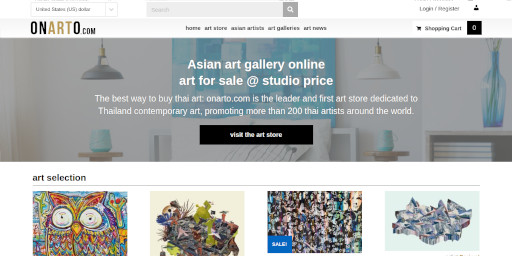 United States (US) dollar
Search
Login / Register
ONARTO.COM
home art store asian artists art galleries art news
Shopping Cart 0
Asian art gallery online
art for sale @ studio price
The best way to buy thai art: onarto.com is the leader and first art store dedicated to
Thailand contemporary art, promoting more than 200 thai artists around the world.
visit the art store
art selection
SALE!